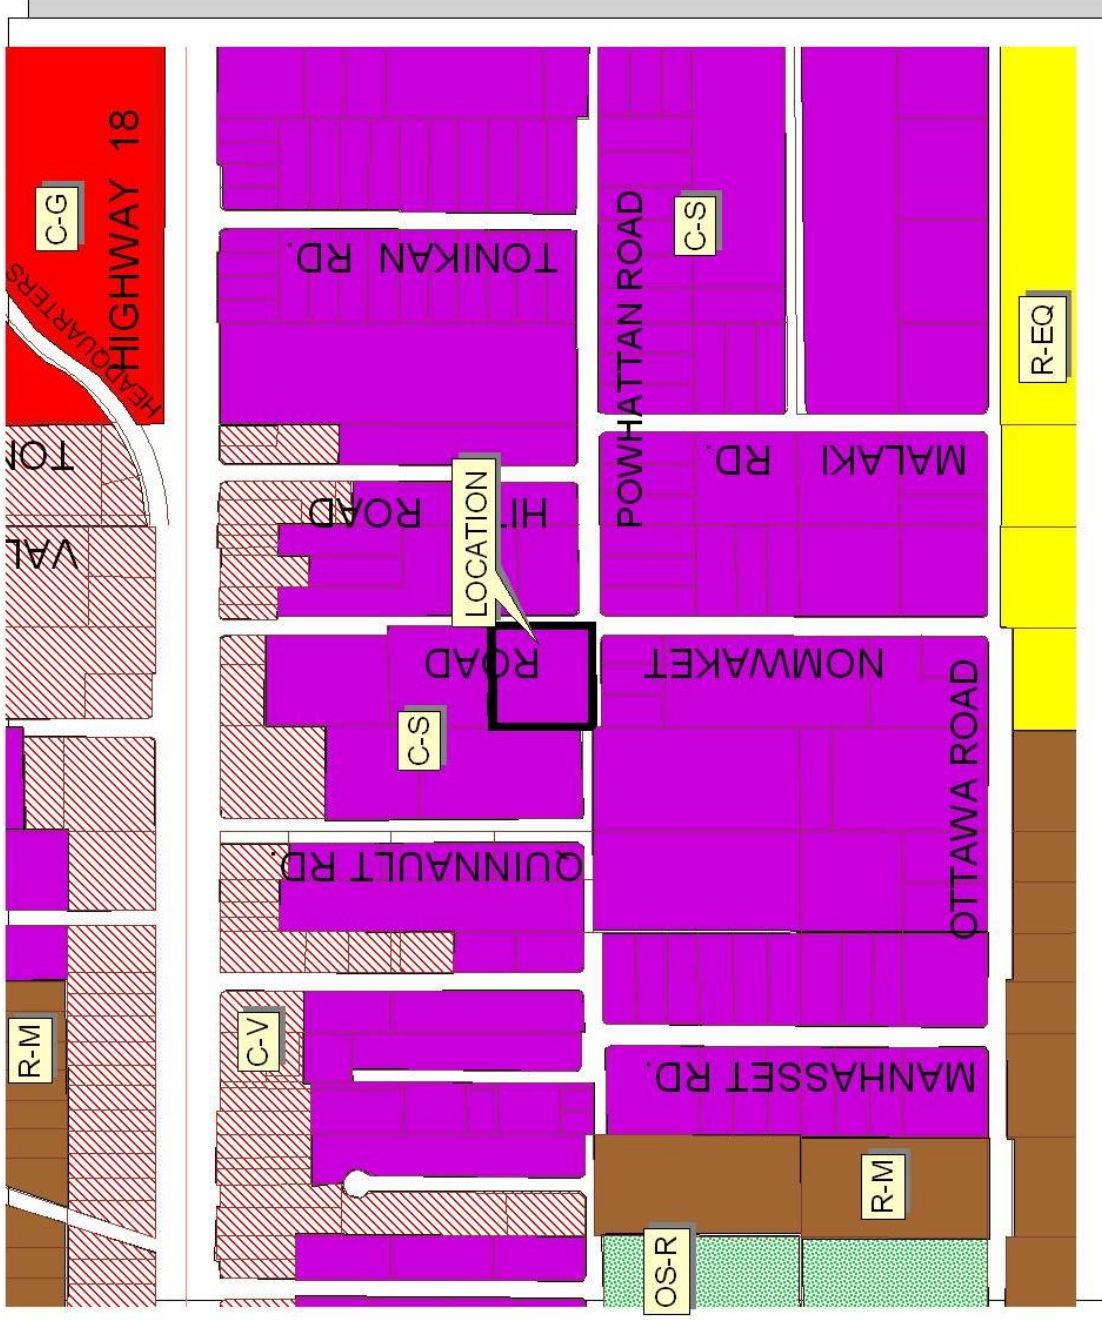 C-G
HIGHWAY 18
HEADQUARTERS
TONIKAN RD.
POWHATTAN ROAD
C-S
R-EQ
TON
VAL
ROAD
HIT
LOCATION
RD.
MALAKI
ROAD
NOMWAKET
C-S
OTTAWA ROAD
QUINNAULT RD.
R-M
C-V
MANHASSET RD.
R-M
OS-R